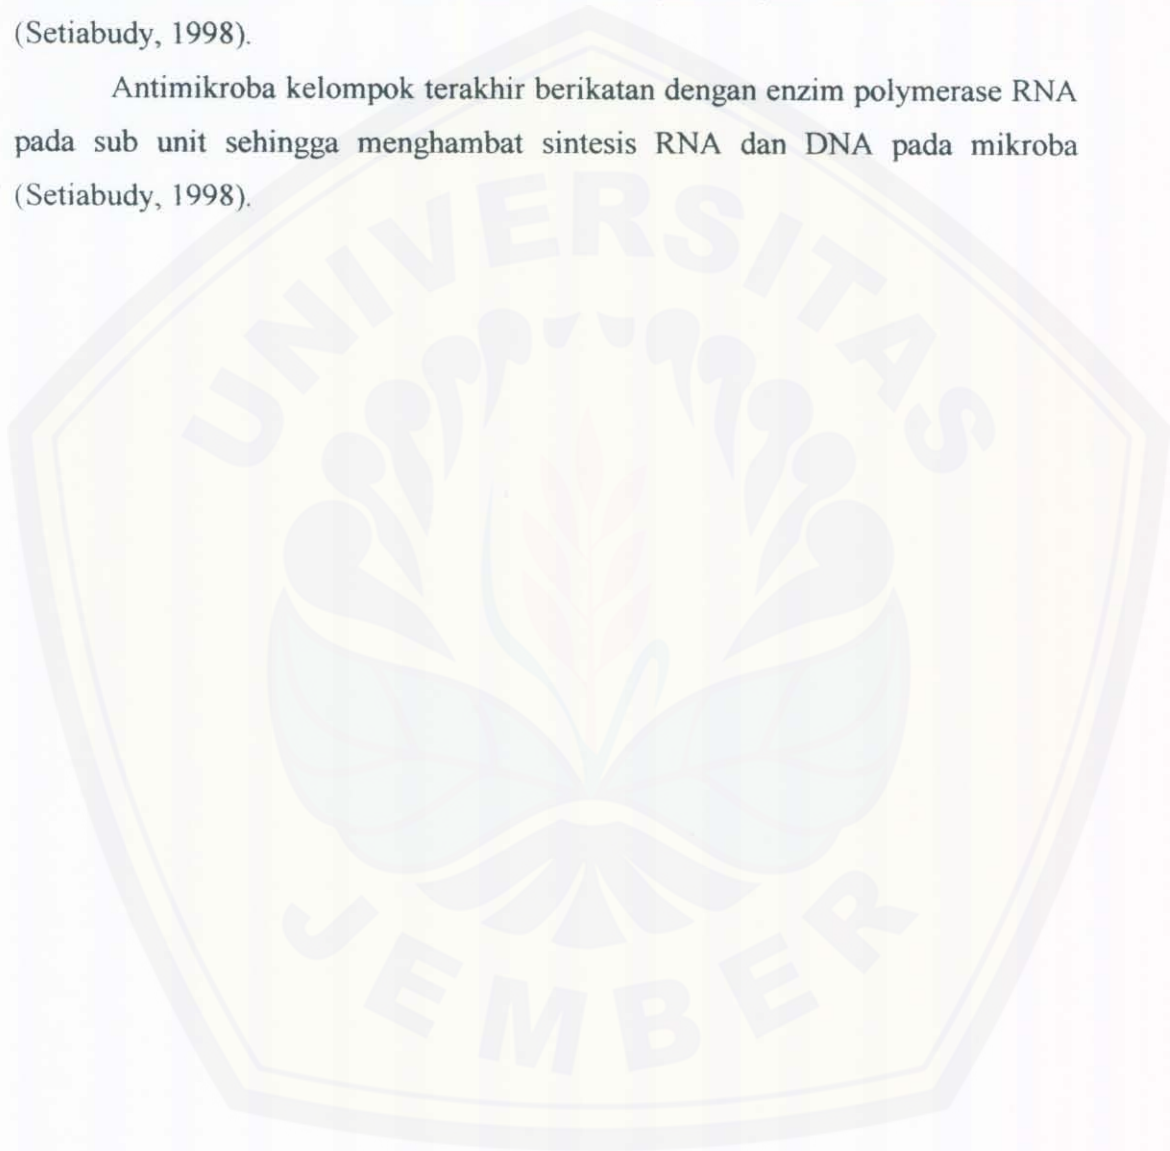 (Setiabudy, 1998).
Antimikroba kelompok terakhir berikatan dengan enzim polymerase RNA
pada sub unit sehingga menghambat sintesis RNA dan DNA pada mikroba
(Setiabudy, 1998).
UNIVERSITAS
JEMBER